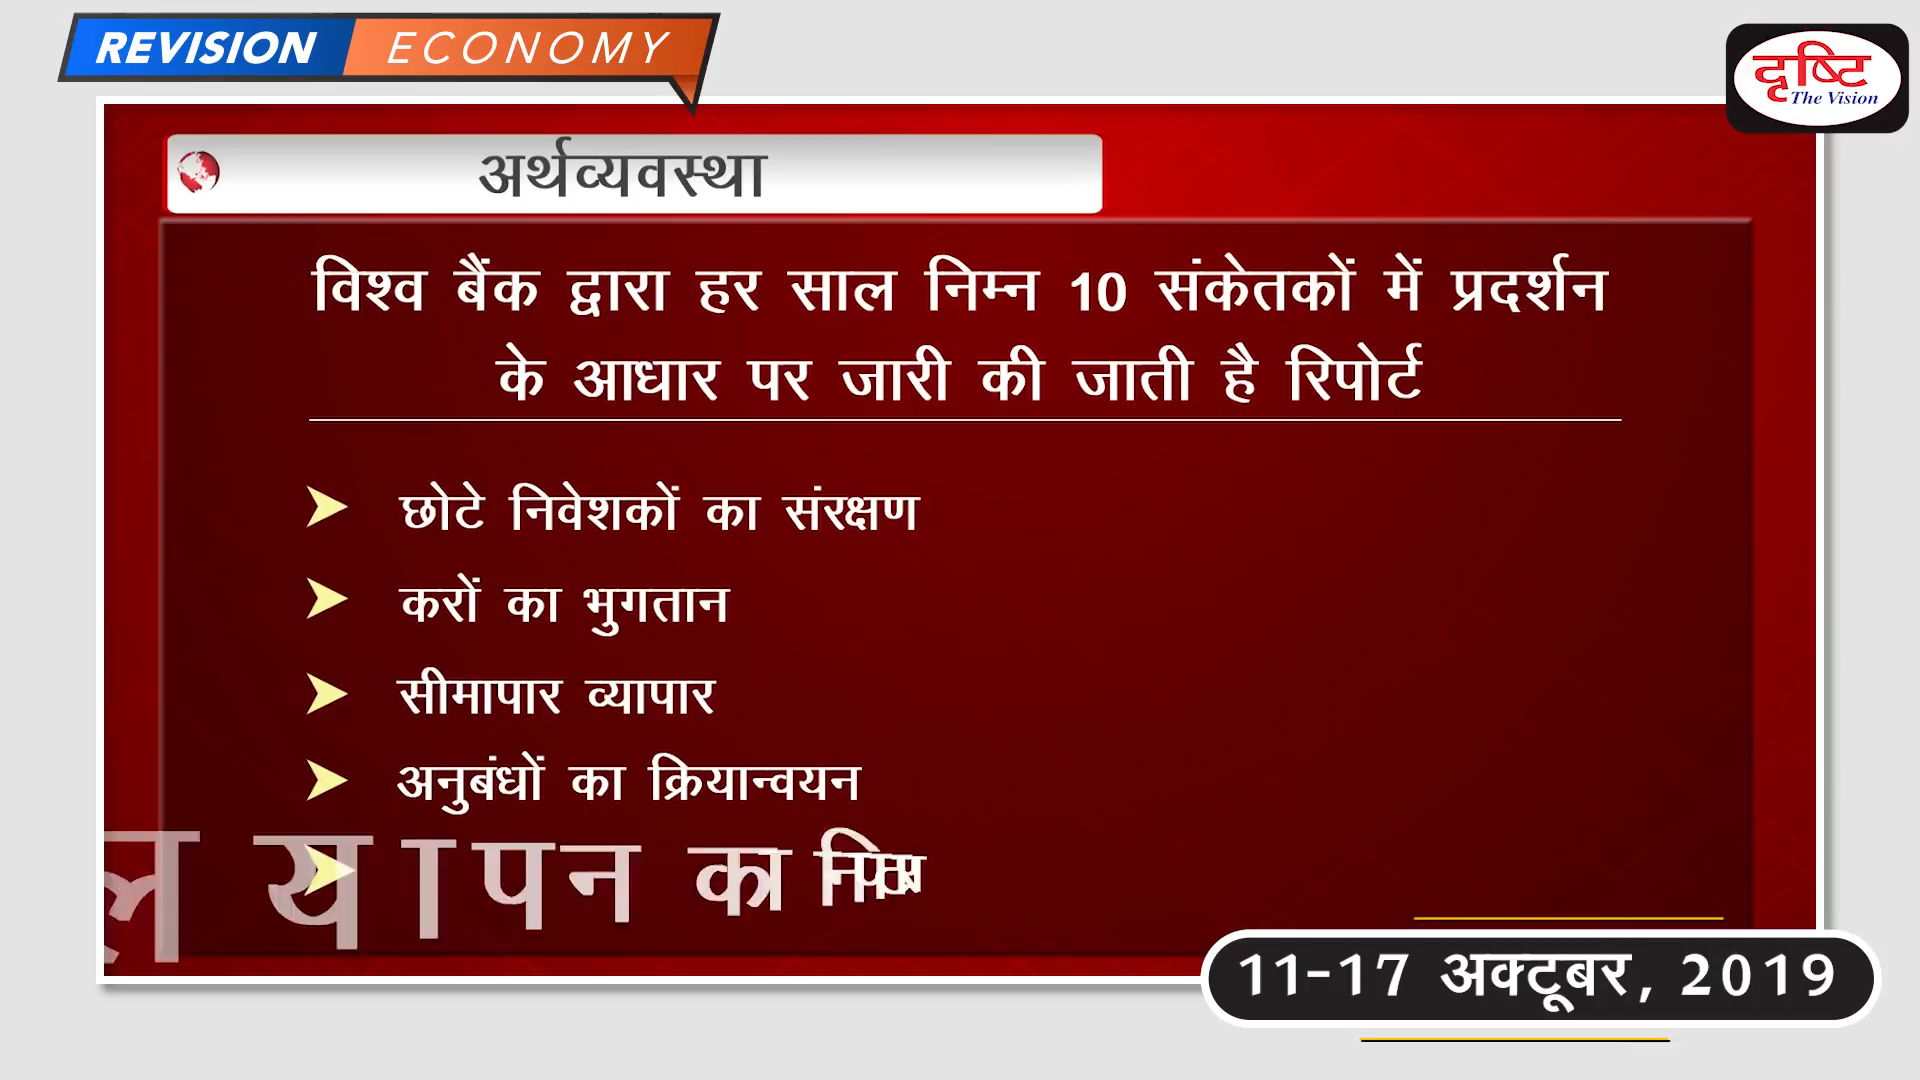 REVISION ECONOMY
दृष्टि
The Vision
अर्थव्यवस्था
विश्व बैंक द्वारा हर साल निम्न 10 संकेतकों में प्रदर्शन
के आधार पर जारी की जाती है रिपोर्ट
छोटे निवेशकों का संरक्षण
करों का भुगतान
सीमापार व्यापार
अनुबंधों का क्रियान्वयन
का
11-17 अक्टूबर, 2019